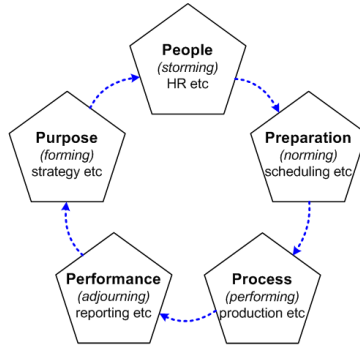 People
(storming)
HR etc
Purpose
(forming)
strategy etc
Preparation
(norming)
scheduling etc
Performance
(adjourning)
reporting etc
Process
(performing)
production etc